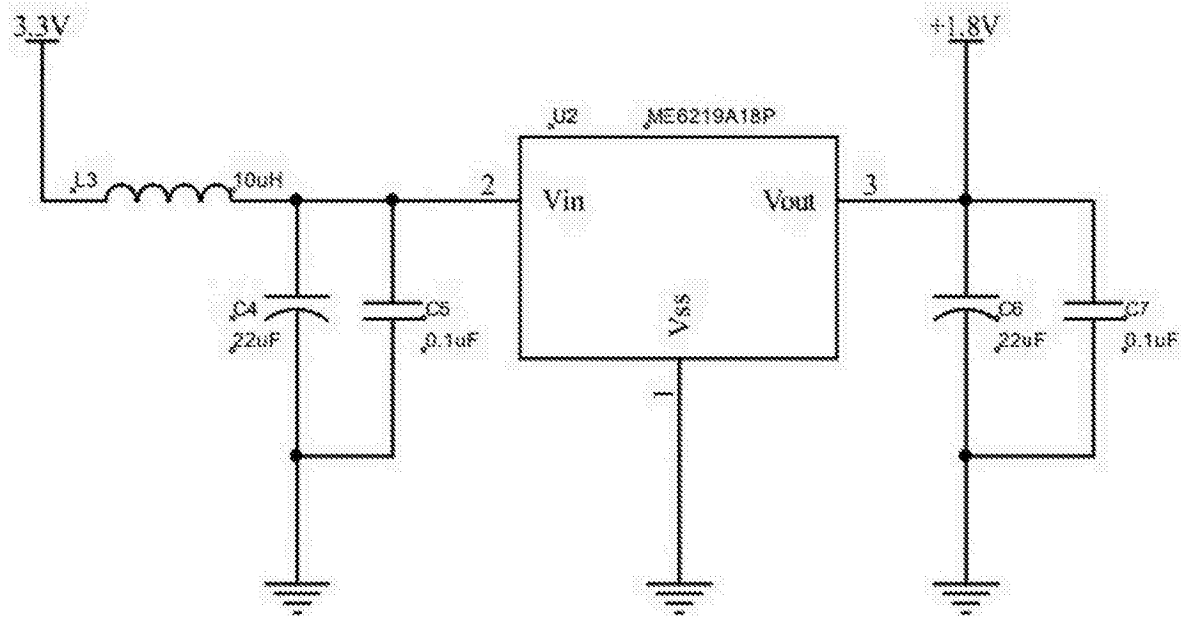 3.3V
+1.8V
U2
ME6219A18P
L3
10uH
2
Vin
Vout
3
C4
22uF
C5
0.1uF
Vss
C6
22uF
C7
0.1uF
1